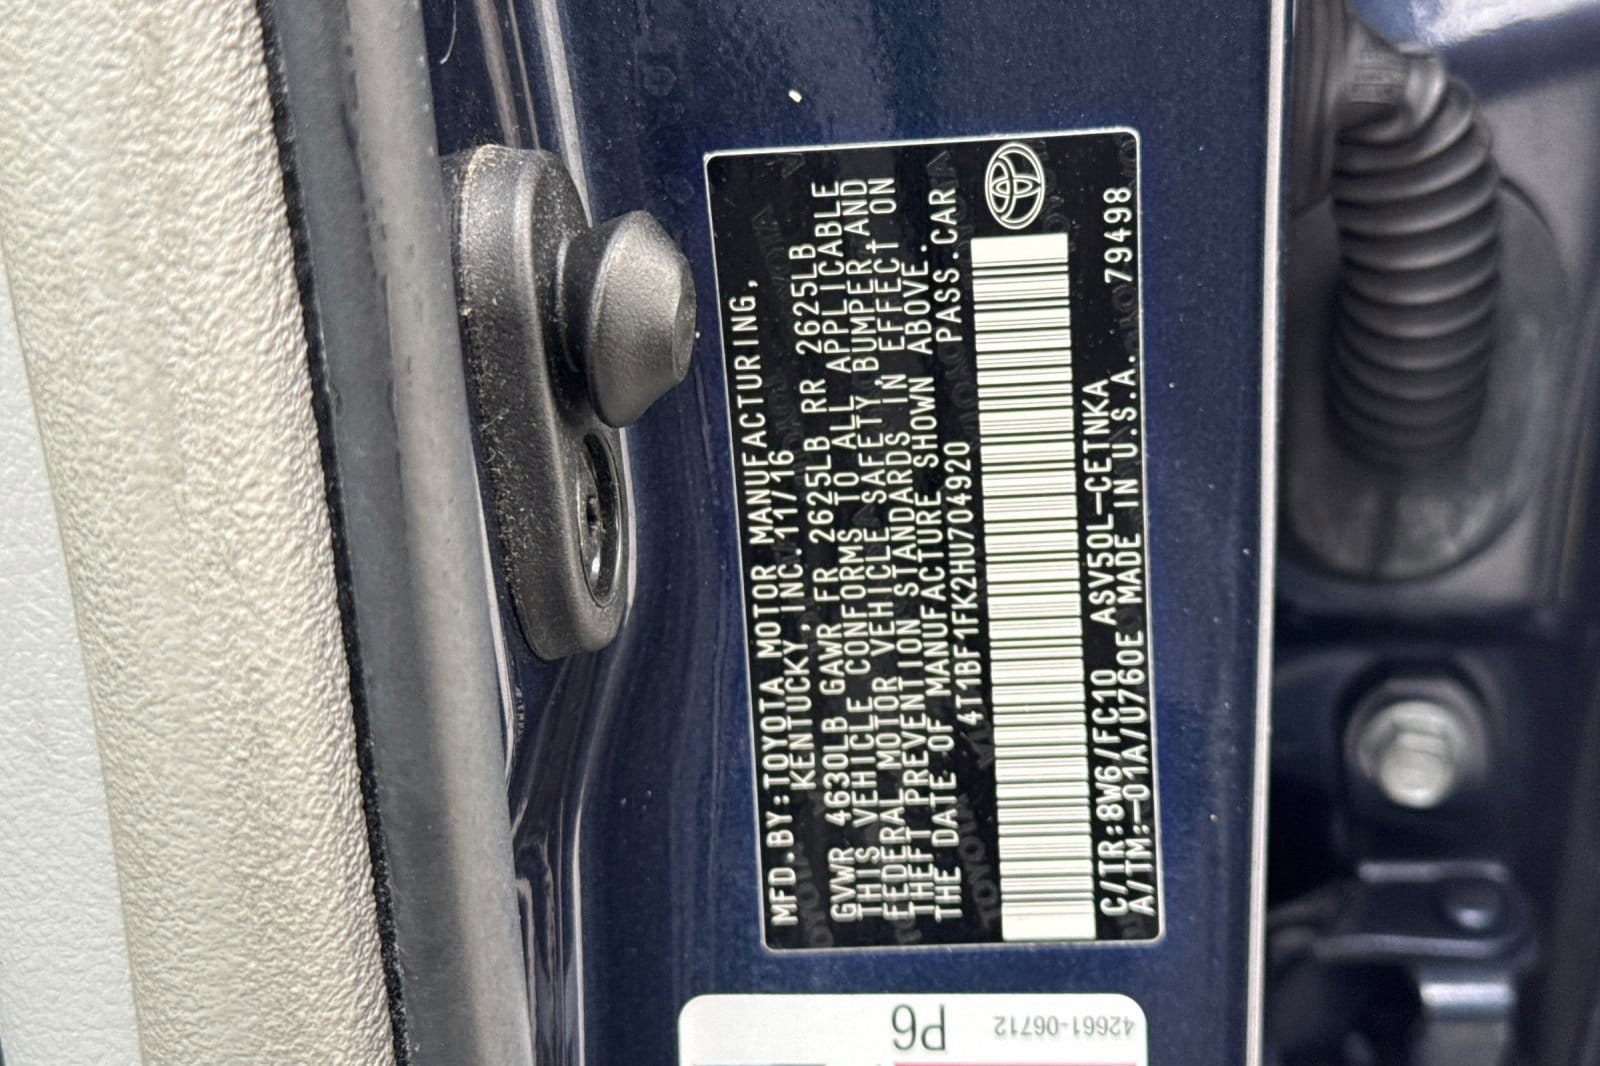 MFD.BY:TOYOTA MOTOR MANUFACTURING,
KENTUCKY,INC.11/16
GVWR 4630LB GAWR FR 2625LB RR 2625LB
THIS VEHICLE CONFORMS TO ALL APPLICABLE
FEDERAL MOTOR VEHICLE SAFETY, BUMPER,AND
THEFT PREVENTION STANDARDS IN EFFECT ON
THE DATE OF MANUFACTURE SHOWN ABOVE.
4T1BF1FK2HU704920 PASS.CAR
C/TR:8W6/FC10 ASV50L-CETNKA
A/TM:-01A/U760E MADE IN U.S.A. 79498
P6
42661-06712